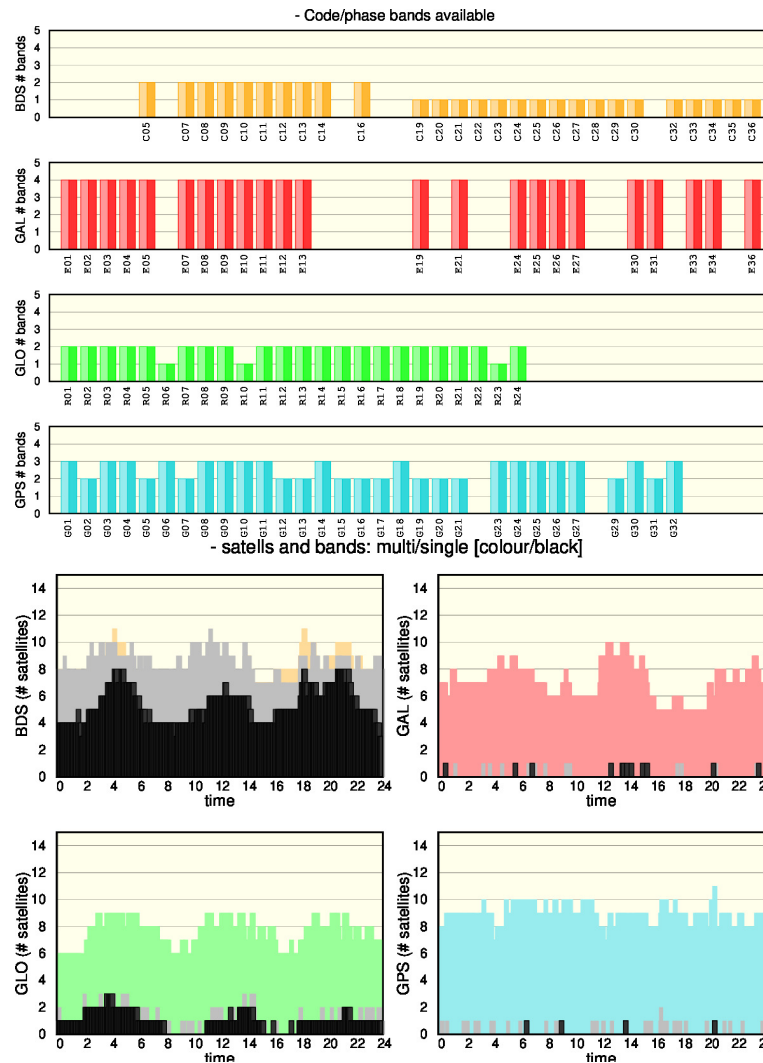 - Code/phase bands available
BDS # bands
5
4
3
2
1
0
C05 C07 C08 C09 C10 C11 C12 C13 C14 C16 C19 C20 C21 C22 C23 C24 C25 C26 C27 C28 C29 C30 C32 C33 C34 C35 C36
GAL # bands
5
4
3
2
1
0
E01 E02 E03 E04 E05 E07 E08 E09 E10 E11 E12 E13 E19 E21 E24 E25 E26 E27 E30 E31 E33 E34 E36
GLO # bands
5
4
3
2
1
0
R01 R02 R03 R04 R05 R06 R07 R08 R09 R10 R11 R12 R13 R14 R15 R16 R17 R18 R19 R20 R21 R22 R23 R24
GPS # bands
5
4
3
2
1
0
G01 G02 G03 G04 G05 G06 G07 G08 G09 G10 G11 G12 G13 G14 G15 G16 G17 G18 G19 G20 G21 G23 G24 G25 G26 G27 G29 G30 G31 G32
- satells and bands: multi/single [colour/black]
BDS (# satellites)
14
12
10
8
6
4
2
0
0 2 4 6 8 10 12 14 16 18 20 22 24
time
GAL (# satellites)
14
12
10
8
6
4
2
0
0 2 4 6 8 10 12 14 16 18 20 22 2
time
GLO (# satellites)
14
12
10
8
6
4
2
0
0 2 4 6 8 10 12 14 16 18 20 22 24
time
GPS (# satellites)
14
12
10
8
6
4
2
0
0 2 4 6 8 10 12 14 16 18 20 22 2
time